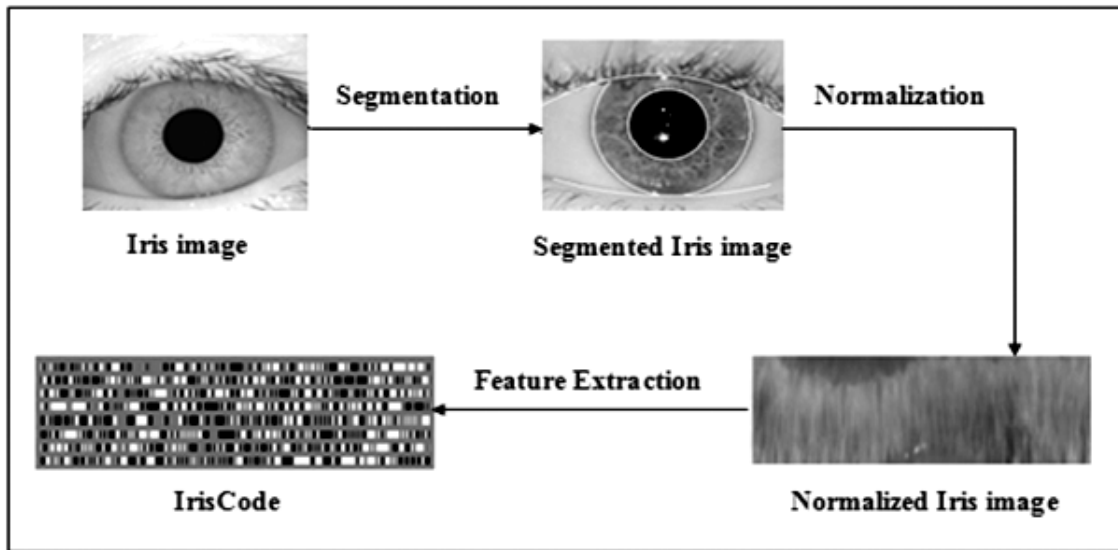 Segmentation
Normalization
Iris image
Segmented Iris image
Feature Extraction
IrisCode
Normalized Iris image